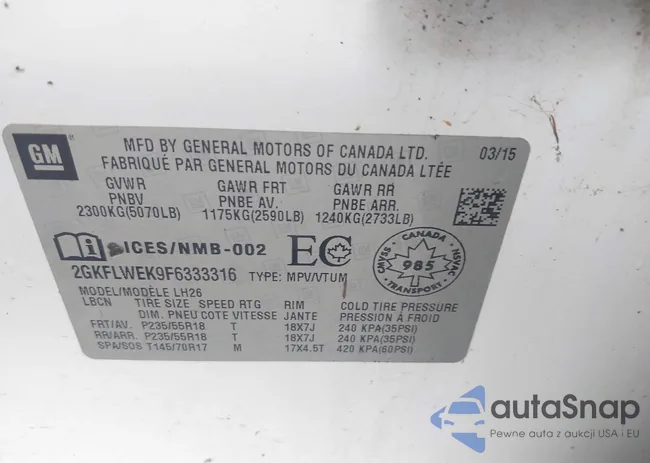 GM
MFD BY GENERAL MOTORS OF CANADA LTD. 03/15
FABRIQUÉ PAR GENERAL MOTORS DU CANADA LTÉE
GVWR GAWR FRT GAWR RR
PNBV PNBE AV. PNBE ARR.
2300KG(5070LB) 1175KG(2590LB) 1240KG(2733LB)
ICES/NMB-002 EC
CANADA
CMVSS 985 NSVAC
TRANSPORT
2GKFLWEK9F6333316 TYPE: MPV/VTUM
MODEL/MODÈLE LH26
LBCN TIRE SIZE SPEED RTG RIM COLD TIRE PRESSURE
DIM. PNEU COTE VITESSE JANTE PRESSION À FROID
FRT/AV. P235/55R18 T 18X7J 240 KPA(35PSI)
RR/ARR. P235/55R18 T 18X7J 240 KPA(35PSI)
SPA/SOS T145/70R17 M 17X4.5T 420 KPA(60PSI)
autaSnap
Pewne auta z aukcji USA i EU